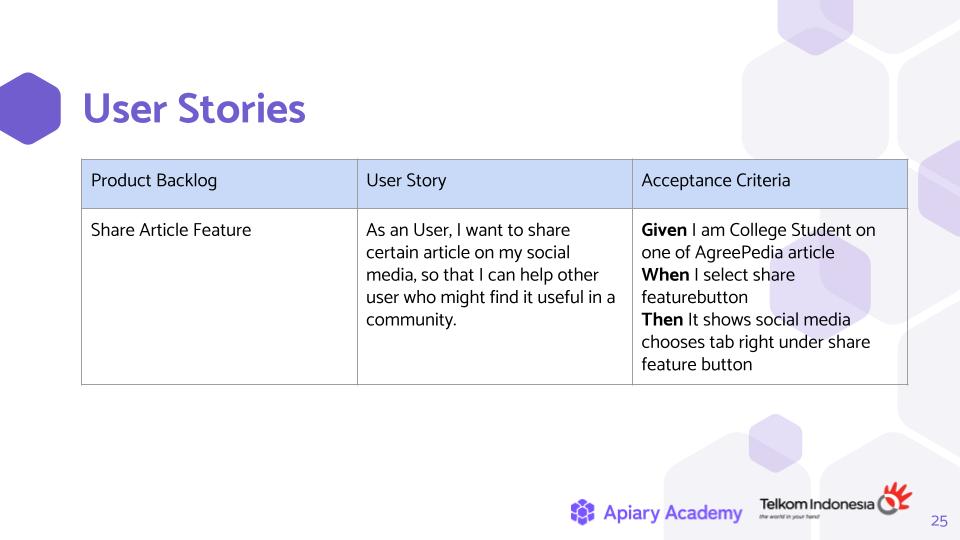 User Stories
Product Backlog
User Story
Acceptance Criteria
Share Article Feature
As an User, I want to share
certain article on my social
media, so that I can help other
user who might find it useful in a
community.
Given I am College Student on
one of AgreePedia article
When I select share
featurebutton
Then It shows social media
chooses tab right under share
feature button
Apiary Academy
Telkom Indonesia
the world in your hand
25